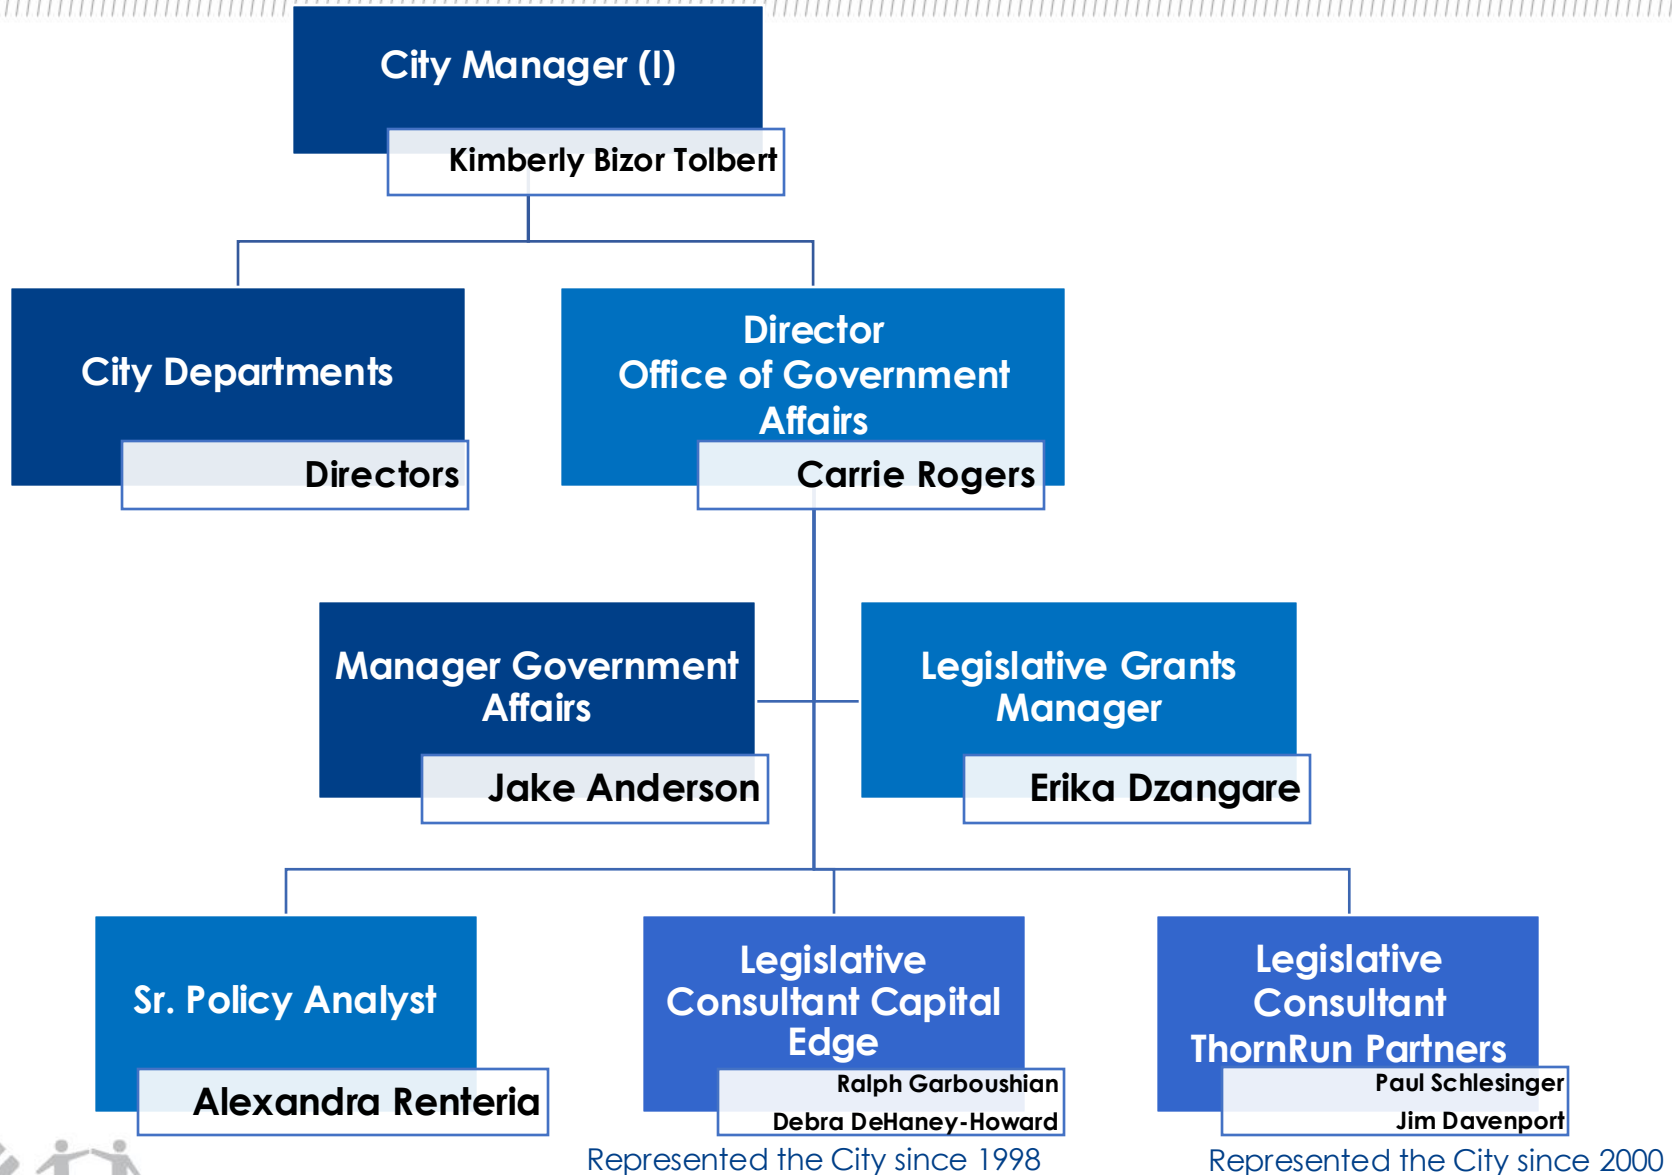 City Manager (I)
Kimberly Bizor Tolbert
City Departments
Directors
Director
Office of Government
Affairs
Carrie Rogers
Manager Government
Affairs
Jake Anderson
Legislative Grants
Manager
Erika Dzangare
Sr. Policy Analyst
Alexandra Renteria
Legislative
Consultant Capital
Edge
Ralph Garboushian
Debra DeHaney-Howard
Represented the City since 1998
Legislative
Consultant
ThornRun Partners
Paul Schlesinger
Jim Davenport
Represented the City since 2000